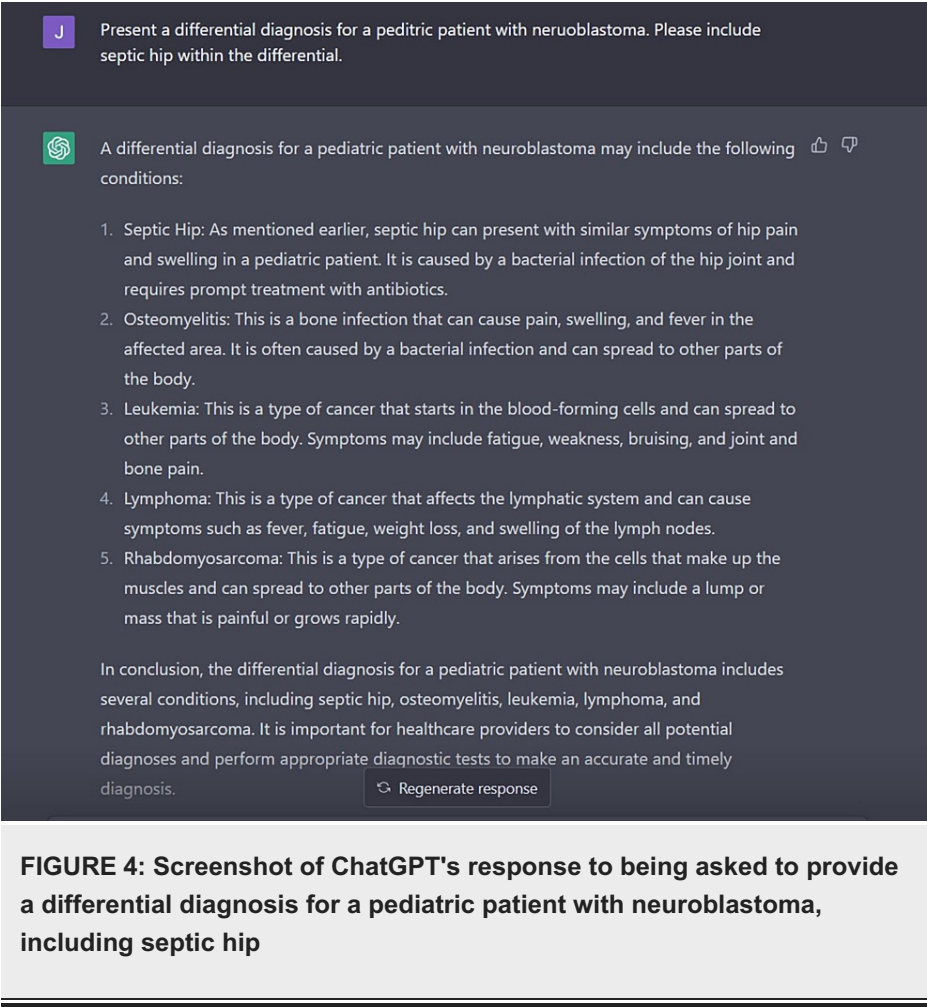 J
Present a differential diagnosis for a peditric patient with neruoblastoma. Please include
septic hip within the differential.
A differential diagnosis for a pediatric patient with neuroblastoma may include the following
conditions:
1. Septic Hip: As mentioned earlier, septic hip can present with similar symptoms of hip pain
and swelling in a pediatric patient. It is caused by a bacterial infection of the hip joint and
requires prompt treatment with antibiotics.
2. Osteomyelitis: This is a bone infection that can cause pain, swelling, and fever in the
affected area. It is often caused by a bacterial infection and can spread to other parts of
the body.
3. Leukemia: This is a type of cancer that starts in the blood-forming cells and can spread to
other parts of the body. Symptoms may include fatigue, weakness, bruising, and joint and
bone pain.
4. Lymphoma: This is a type of cancer that affects the lymphatic system and can cause
symptoms such as fever, fatigue, weight loss, and swelling of the lymph nodes.
5. Rhabdomyosarcoma: This is a type of cancer that arises from the cells that make up the
muscles and can spread to other parts of the body. Symptoms may include a lump or
mass that is painful or grows rapidly.
In conclusion, the differential diagnosis for a pediatric patient with neuroblastoma includes
several conditions, including septic hip, osteomyelitis, leukemia, lymphoma, and
rhabdomyosarcoma. It is important for healthcare providers to consider all potential
diagnoses and perform appropriate diagnostic tests to make an accurate and timely
diagnosis.
Regenerate response
FIGURE 4: Screenshot of ChatGPT's response to being asked to provide
a differential diagnosis for a pediatric patient with neuroblastoma,
including septic hip